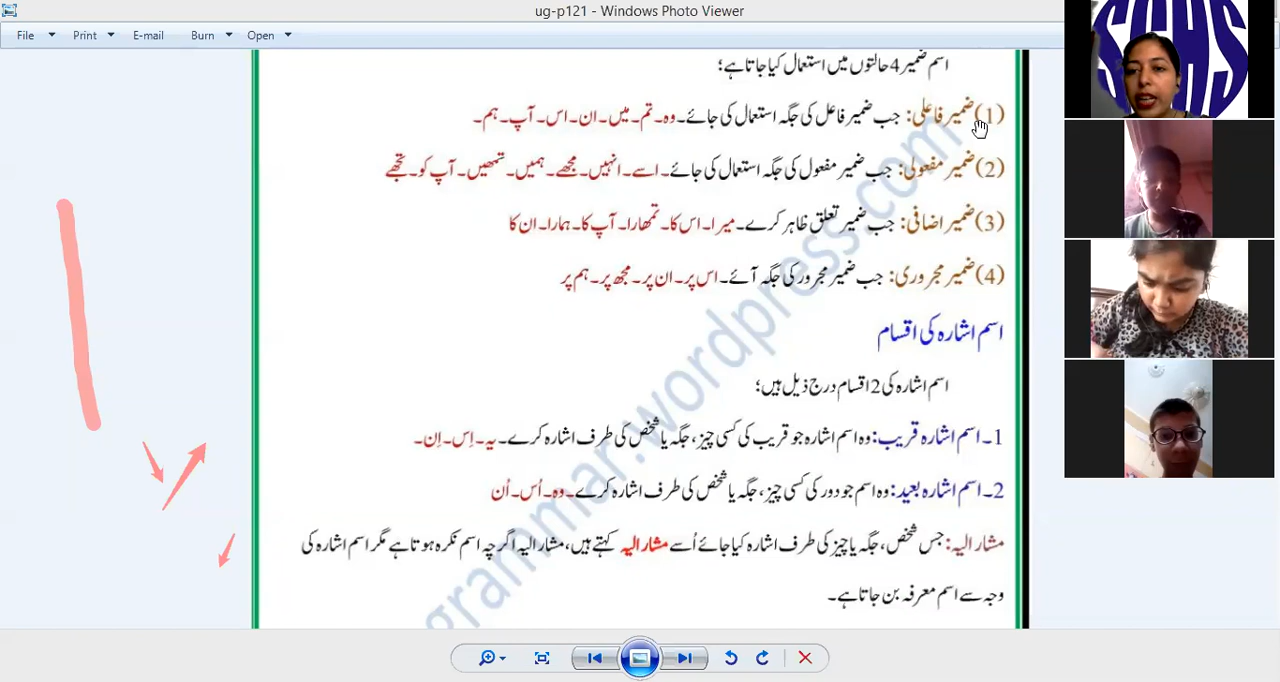 ug-p121 - Windows Photo Viewer
File Print E-mail Burn Open
SCHS
اسم ضمیر 4 حالتوں میں استعمال کیا جاتا ہے؛
(1) ضمیر فاعلی: جب ضمیر فاعل کی جگہ استعمال کی جائے۔ وہ۔ تم۔ میں۔ ان۔ اس۔ آپ۔ ہم۔
(2) ضمیر مفعولی: جب ضمیر مفعول کی جگہ استعمال کی جائے۔ اسے۔ انہیں۔ مجھے۔ ہمیں۔ تمھیں۔ آپ کو۔ تجھے
(3) ضمیر اضافی: جب ضمیر تعلق ظاہر کرے۔ میرا۔ اس کا۔ تمھارا۔ آپ کا۔ ہمارا۔ ان کا
(4) ضمیر مجروری: جب ضمیر مجرور کی جگہ آئے۔ اس پر۔ ان پر۔ مجھ پر۔ ہم پر
اسم اشارہ کی اقسام
اسم اشارہ کی 2 اقسام درج ذیل ہیں؛
1۔ اسم اشارہ قریب: وہ اسم اشارہ جو قریب کی کسی چیز، جگہ یا شخص کی طرف اشارہ کرے۔ یہ۔ اِس۔ اِن۔
2۔ اسم اشارہ بعید: وہ اسم جو دور کی کسی چیز، جگہ یا شخص کی طرف اشارہ کرے۔ وہ۔ اُس۔ اُن
مشار الیہ: جس شخص، جگہ یا چیز کی طرف اشارہ کیا جائے اُسے مشار الیہ کہتے ہیں، مشار الیہ اگرچہ اسم نکرہ ہوتا ہے مگر اسم اشارہ کی
وجہ سے اسم معرفہ بن جاتا ہے۔
grammar.wordpress.com